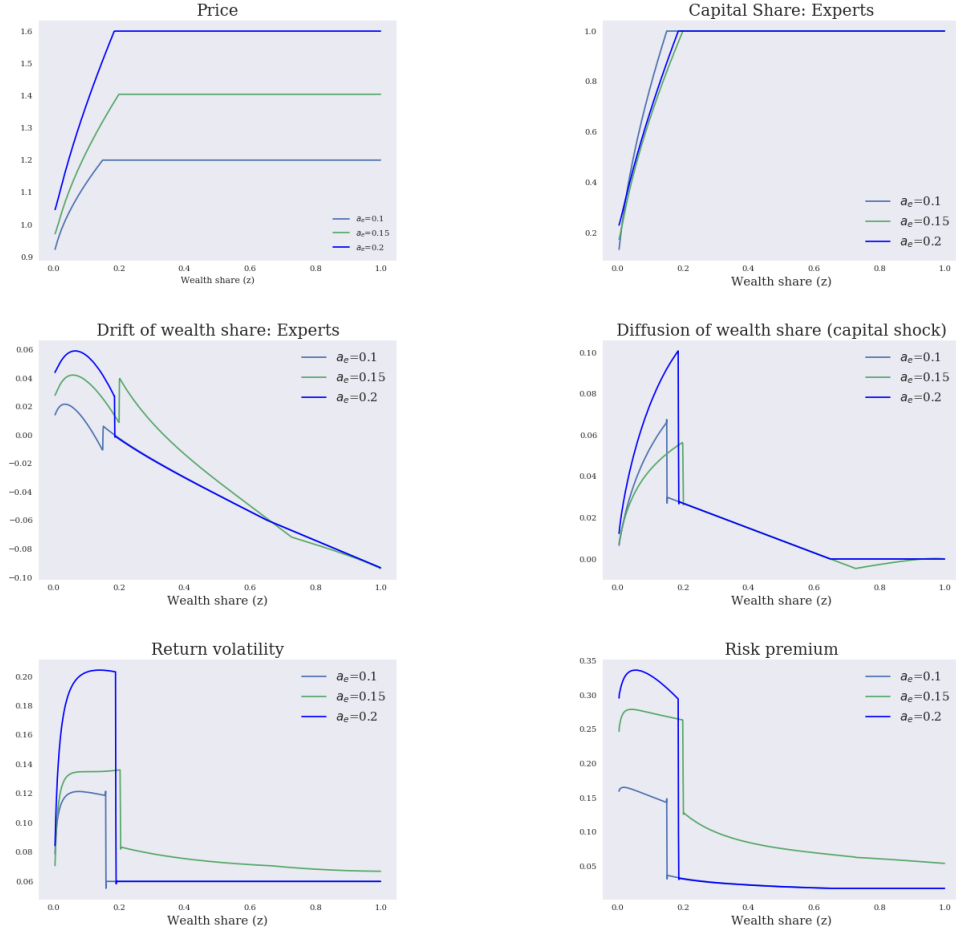 Price
1.6
1.5
1.4
1.3
1.2
1.1
1.0
0.9
aₑ=0.1
aₑ=0.15
aₑ=0.2
0.0 0.2 0.4 0.6 0.8 1.0
Wealth share (z)
Capital Share: Experts
1.0
0.8
0.6
0.4
0.2
aₑ=0.1
aₑ=0.15
aₑ=0.2
0.0 0.2 0.4 0.6 0.8 1.0
Wealth share (z)
Drift of wealth share: Experts
0.06
0.04
0.02
0.00
−0.02
−0.04
−0.06
−0.08
−0.10
aₑ=0.1
aₑ=0.15
aₑ=0.2
0.0 0.2 0.4 0.6 0.8 1.0
Wealth share (z)
Diffusion of wealth share (capital shock)
0.10
0.08
0.06
0.04
0.02
0.00
aₑ=0.1
aₑ=0.15
aₑ=0.2
0.0 0.2 0.4 0.6 0.8 1.0
Wealth share (z)
Return volatility
0.20
0.18
0.16
0.14
0.12
0.10
0.08
0.06
aₑ=0.1
aₑ=0.15
aₑ=0.2
0.0 0.2 0.4 0.6 0.8 1.0
Wealth share (z)
Risk premium
0.35
0.30
0.25
0.20
0.15
0.10
0.05
aₑ=0.1
aₑ=0.15
aₑ=0.2
0.0 0.2 0.4 0.6 0.8 1.0
Wealth share (z)